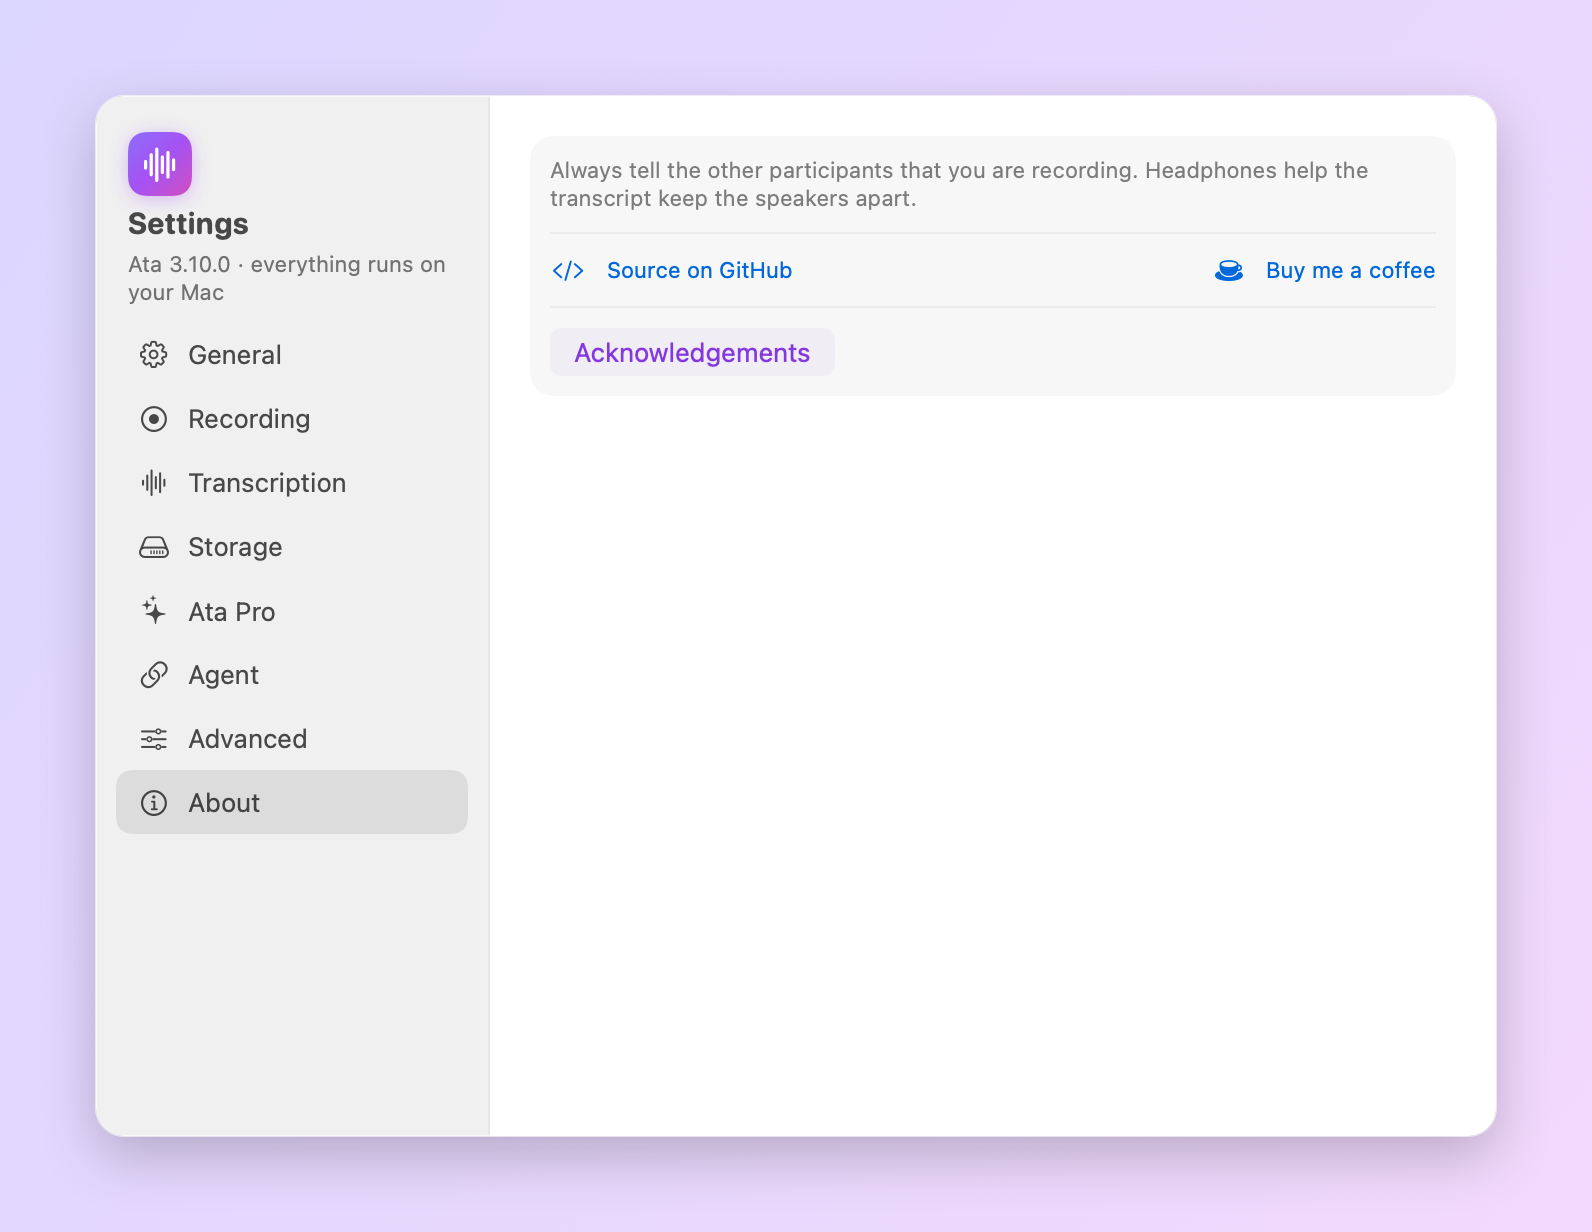 Settings
Ata 3.10.0 · everything runs on
your Mac
General
Recording
Transcription
Storage
Ata Pro
Agent
Advanced
About
Always tell the other participants that you are recording. Headphones help the
transcript keep the speakers apart.
Source on GitHub
Buy me a coffee
Acknowledgements